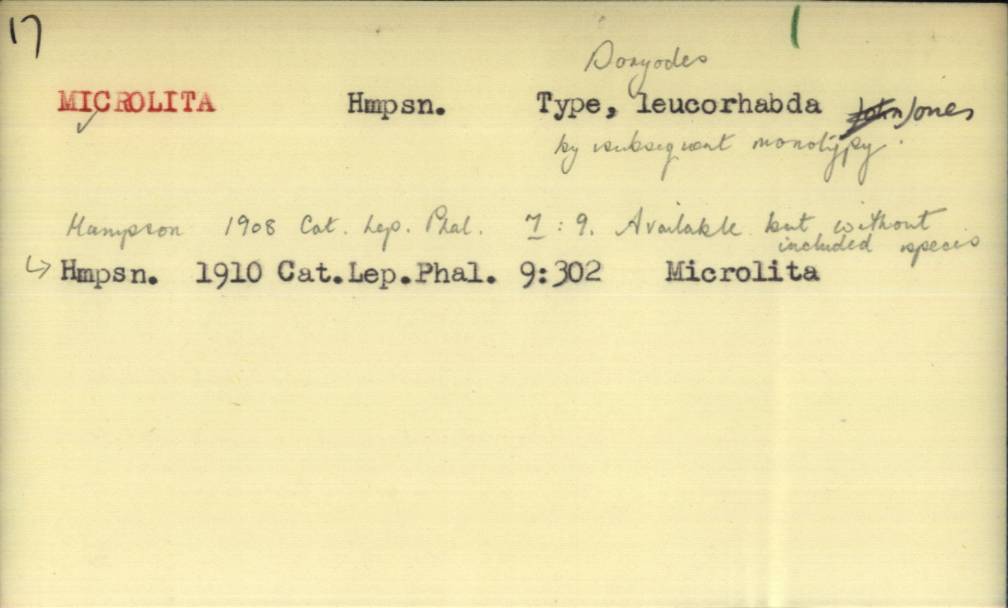 17
Doryodes
MICROLITA Hmpsn. Type, leucorhabda Jones
by subsequent monotypy.
Hampson 1908 Cat. Lep. Phal. 7 : 9. Available but without
included species
↳ Hmpsn. 1910 Cat.Lep.Phal. 9:302 Microlita